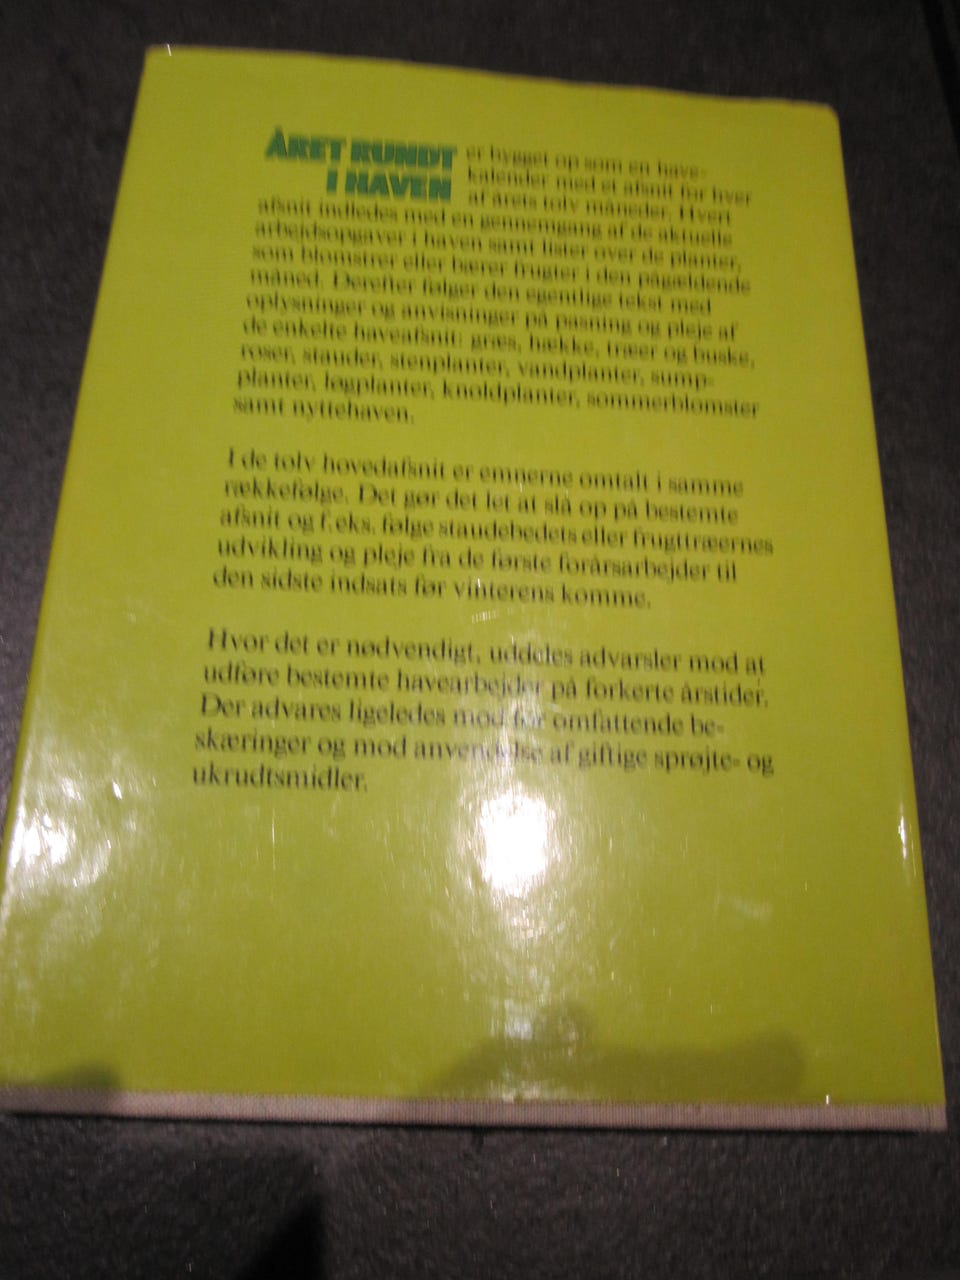 ÅRET RUNDT er bygget op som en have-
I HAVEN kalender med et afsnit for hver
af årets tolv måneder. Hvert
afsnit indledes med en gennemgang af de aktuelle
arbejdsopgaver i haven samt lister over de planter,
som blomstrer eller bærer frugter i den pågældende
måned. Derefter følger den egentlige tekst med
oplysninger og anvisninger på pasning og pleje af
de enkelte haveafsnit: græs, hække, træer og buske,
roser, stauder, stenplanter, vandplanter, sump-
planter, løgplanter, knoldplanter, sommerblomster
samt nyttehaven.
I de tolv hovedafsnit er emnerne omtalt i samme
rækkefølge. Det gør det let at slå op på bestemte
afsnit og f.eks. følge staudebedets eller frugttræernes
udvikling og pleje fra de første forårsarbejder til
den sidste indsats før vinterens komme.
Hvor det er nødvendigt, uddeles advarsler mod at
udføre bestemte havearbejder på forkerte årstider.
Der advares ligeledes mod for omfattende be-
skæringer og mod anvendelse af giftige sprøjte- og
ukrudtsmidler.